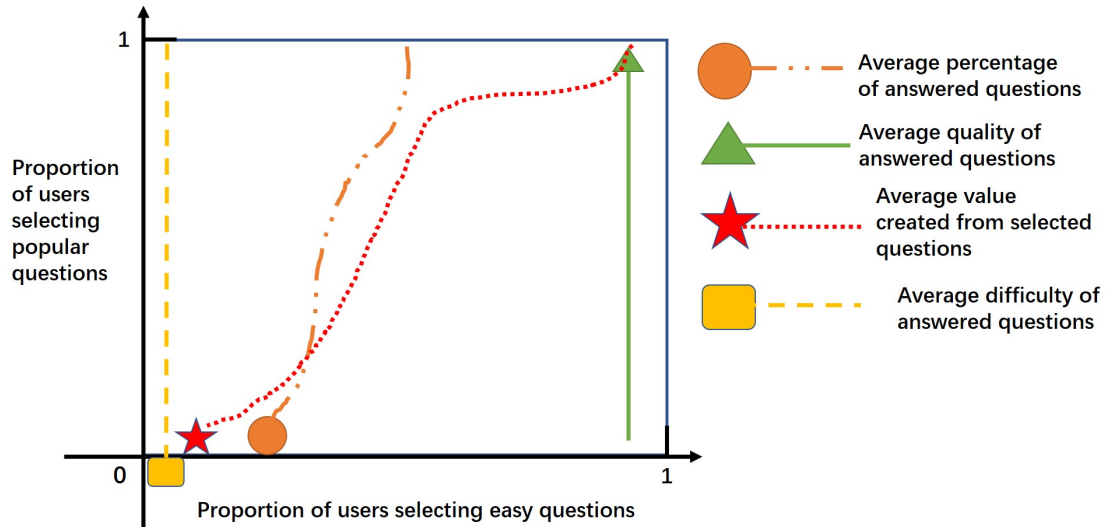 1
Proportion
of users
selecting
popular
questions
0
1
Proportion of users selecting easy questions
Average percentage
of answered questions
Average quality of
answered questions
Average value
created from selected
questions
Average difficulty of
answered questions